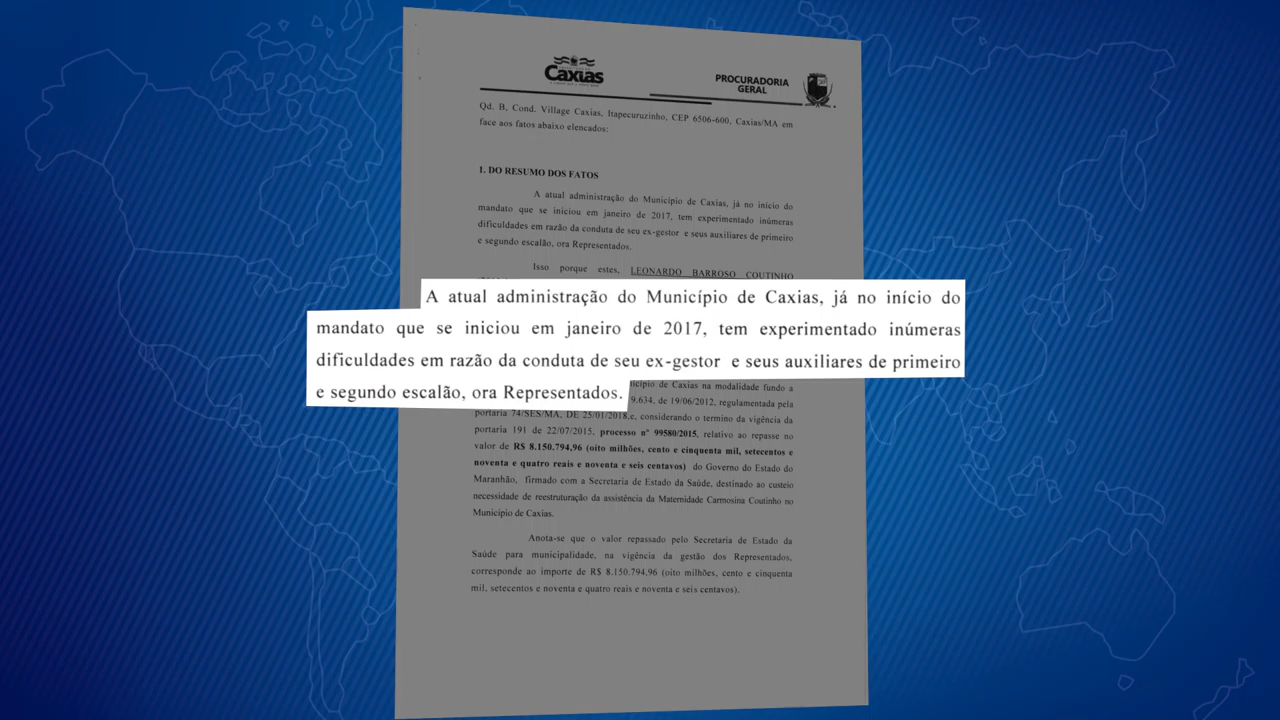 Caxias
PROCURADORIA
GERAL
Qd. B, Cond. Village Caxias, Itapecuruzinho, CEP 6506-600, Caxias/MA em
face aos fatos abaixo elencados:
1. DO RESUMO DOS FATOS
A atual administração do Município de Caxias, já no início do
mandato que se iniciou em janeiro de 2017, tem experimentado inúmeras
dificuldades em razão da conduta de seu ex-gestor e seus auxiliares de primeiro
e segundo escalão, ora Representados.
Isso porque estes, LEONARDO BARROSO COUTINHO
A atual administração do Município de Caxias, já no início do
mandato que se iniciou em janeiro de 2017, tem experimentado inúmeras
dificuldades em razão da conduta de seu ex-gestor e seus auxiliares de primeiro
e segundo escalão, ora Representados.
de Caxias na modalidade fundo a
9.634, de 19/06/2012, regulamentada pela
portaria 74/SES/MA, DE 25/01/2018,e, considerando o termino da vigência da
portaria 191 de 22/07/2015, processo nº 99580/2015, relativo ao repasse no
valor de R$ 8.150.794,96 (oito milhões, cento e cinquenta mil, setecentos e
noventa e quatro reais e noventa e seis centavos) do Governo do Estado do
Maranhão, firmado com a Secretaria de Estado da Saúde, destinado ao custeio
necessidade de reestruturação da assistência da Maternidade Carmosina Coutinho no
Município de Caxias.
Anota-se que o valor repassado pelo Secretaria de Estado da
Saúde para municipalidade, na vigência da gestão dos Representados,
corresponde ao importe de R$ 8.150.794,96 (oito milhões, cento e cinquenta
mil, setecentos e noventa e quatro reais e noventa e seis centavos).